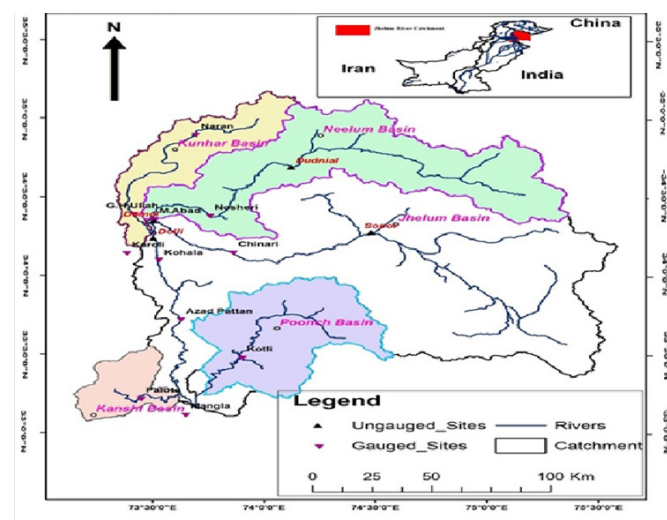 N
Jhelum River Catchment
China
Iran
India
Naran
Kunhar Basin
Neelum Basin
Dudnial
G.H.Ullah
M.Abad
Nosheri
Domel
Jhelum Basin
Dolli
Sopor
Karoli
Kohala
Chinari
Azad Pattan
Poonch Basin
Kotli
Palote
Kanshi Basin
Mangla
Legend
Ungauged_Sites
Rivers
Gauged_Sites
Catchment
0 25 50 100 Km
73°30'0"E
74°0'0"E
74°30'0"E
75°0'0"E
75°30'0"E